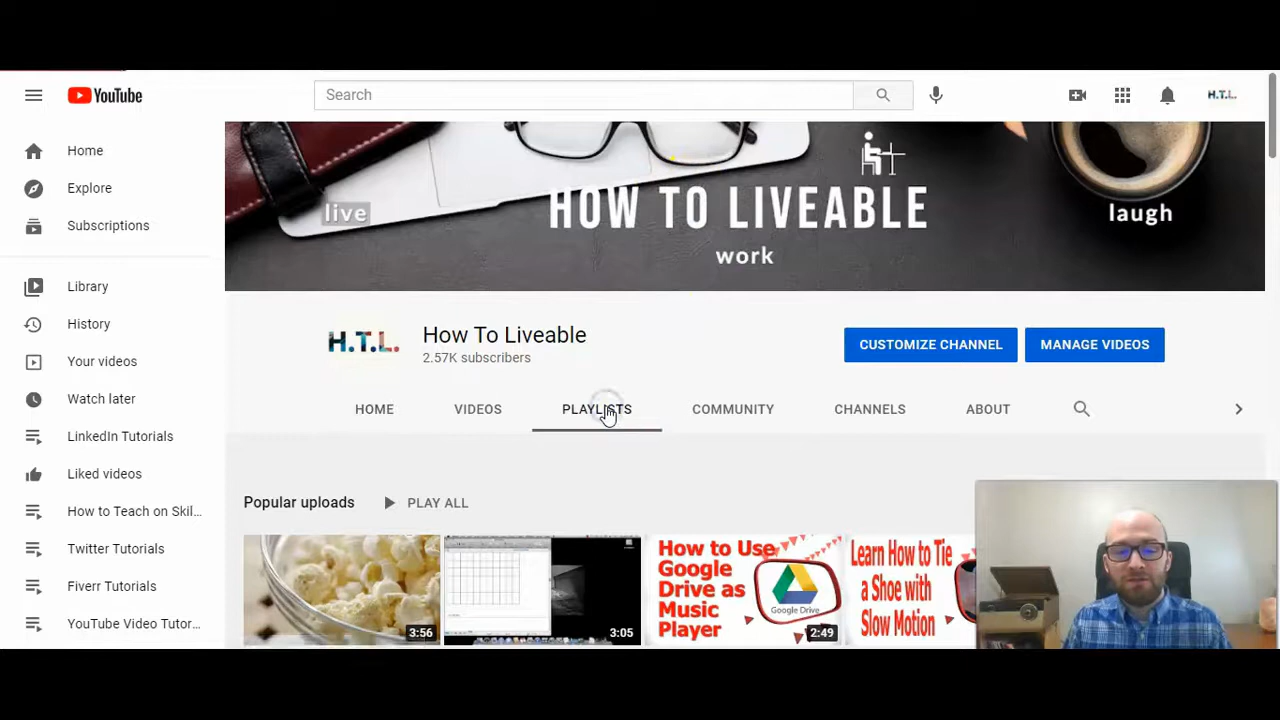 YouTube
Search
H.T.L.
Home
Explore
Subscriptions
Library
History
Your videos
Watch later
LinkedIn Tutorials
Liked videos
How to Teach on Skil...
Twitter Tutorials
Fiverr Tutorials
YouTube Video Tutor...
live
HOW TO LIVEABLE
work
laugh
H.T.L.
How To Liveable
2.57K subscribers
CUSTOMIZE CHANNEL
MANAGE VIDEOS
HOME
VIDEOS
PLAYLISTS
COMMUNITY
CHANNELS
ABOUT
Popular uploads
PLAY ALL
3:56
3:05
How to Use
Google
Drive as
Music
Player
Google Drive
2:49
Learn How to Tie
a Shoe with
Slow Motion